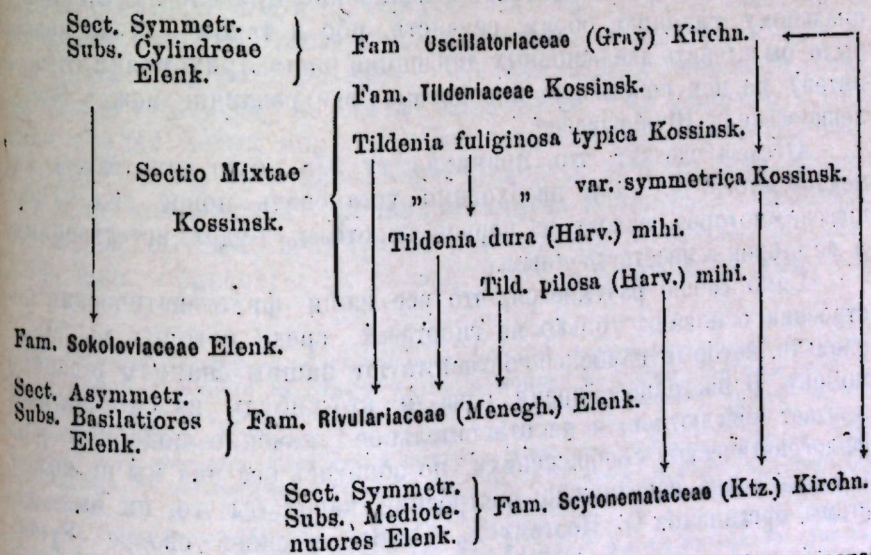 Sect. Symmetr.
Subs. Cylindreae
Elenk.
Fam Oscillatoriaceae (Gray) Kirchn.
Fam. Tildeniaceae Kossinsk.
Tildenia fuliginosa typica Kossinsk.
„ „ var. symmetrica Kossinsk.
Sectio Mixtae
Kossinsk.
Tildenia dura (Harv.) mihi.
Tild. pilosa (Harv.) mihi.
Fam. Sokoloviaceae Elenk.
Sect. Asymmetr.
Subs. Basilatiores
Elenk.
Fam. Rivulariaceae (Menegh.) Elenk.
Sect. Symmetr.
Subs. Mediote-
nuiores Elenk.
Fam. Scytonemataceae (Ktz.) Kirchn.